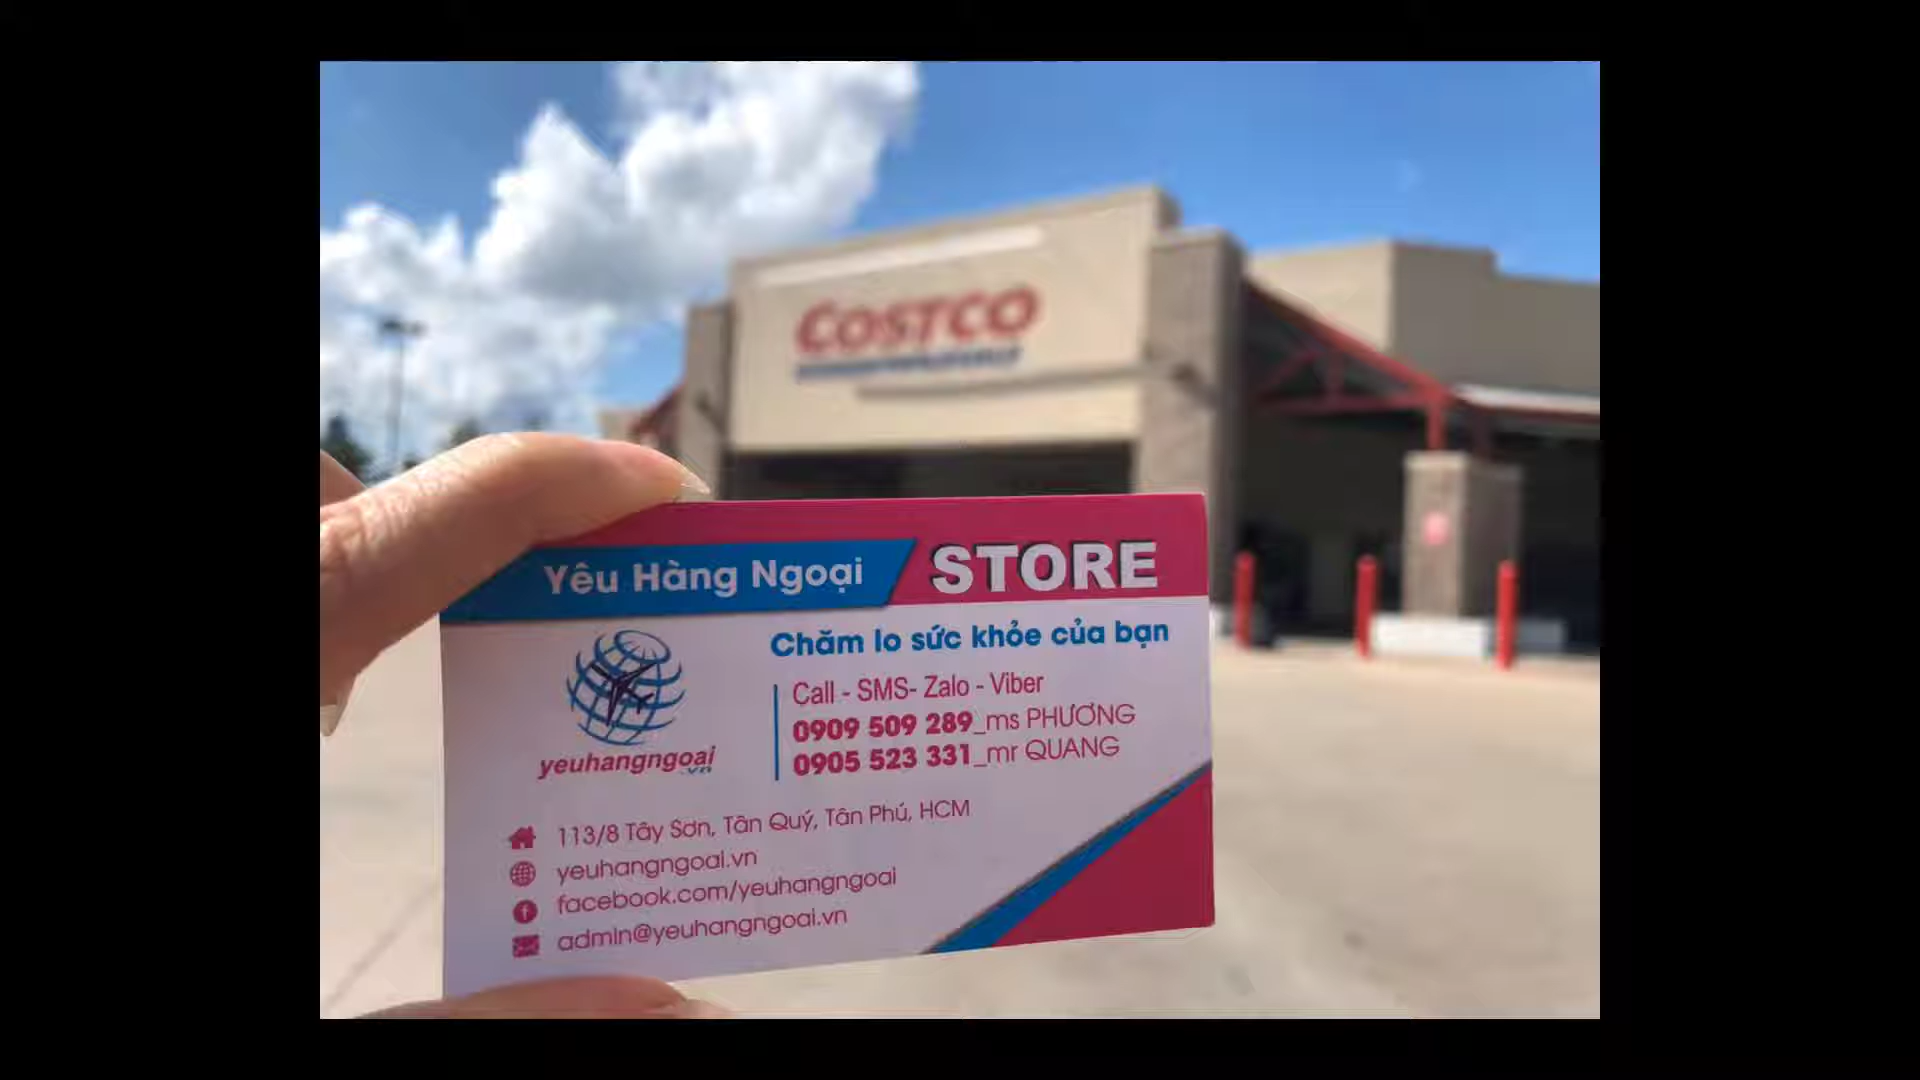 COSTCO
Yêu Hàng Ngoại STORE
Chăm lo sức khỏe của bạn
Call - SMS- Zalo - Viber
0909 509 289_ms PHƯƠNG
0905 523 331_mr QUANG
yeuhangngoai
.vn
113/8 Tây Sơn, Tân Quý, Tân Phú, HCM
yeuhangngoai.vn
facebook.com/yeuhangngoai
admin@yeuhangngoai.vn